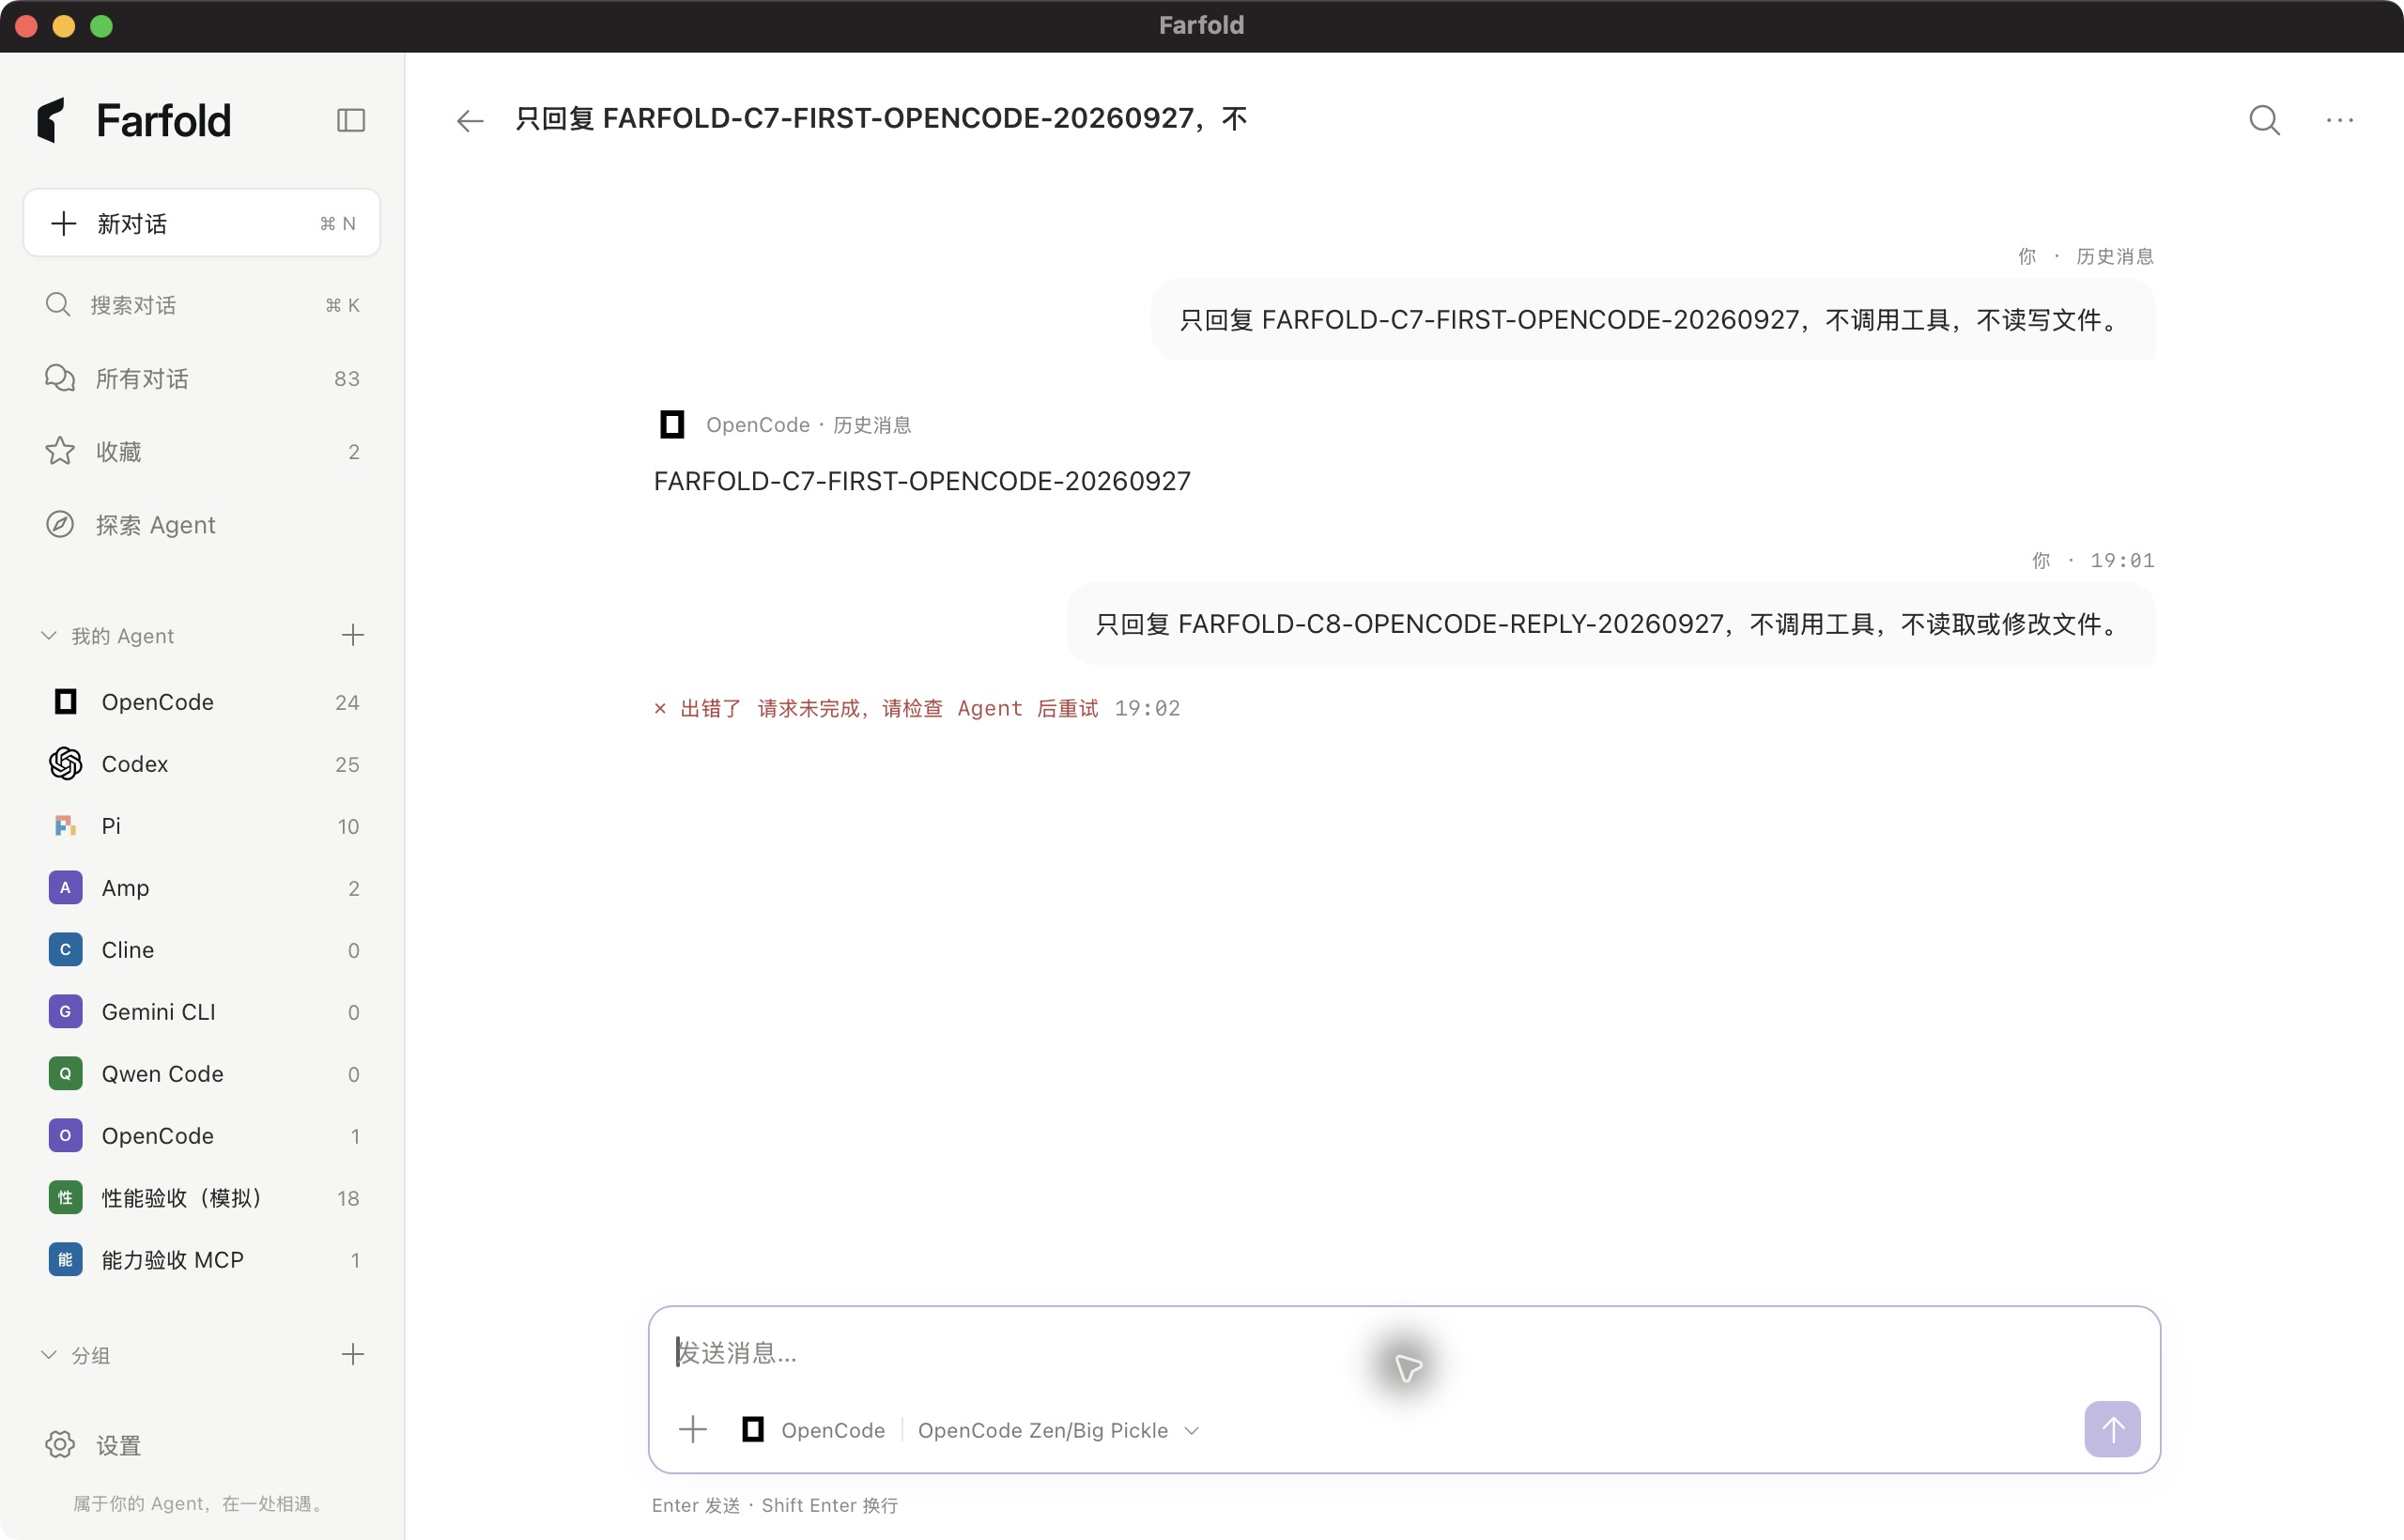 Farfold
Farfold
新对话 ⌘ N
搜索对话 ⌘ K
所有对话 83
收藏 2
探索 Agent
我的 Agent
OpenCode 24
Codex 25
Pi 10
A Amp 2
C Cline 0
G Gemini CLI 0
Q Qwen Code 0
O OpenCode 1
性 性能验收（模拟） 18
能 能力验收 MCP 1
分组
设置
属于你的 Agent，在一处相遇。
只回复 FARFOLD-C7-FIRST-OPENCODE-20260927，不
你 · 历史消息
只回复 FARFOLD-C7-FIRST-OPENCODE-20260927，不调用工具，不读写文件。
OpenCode · 历史消息
FARFOLD-C7-FIRST-OPENCODE-20260927
你 · 19:01
只回复 FARFOLD-C8-OPENCODE-REPLY-20260927，不调用工具，不读取或修改文件。
× 出错了 请求未完成，请检查 Agent 后重试 19:02
发送消息...
OpenCode OpenCode Zen/Big Pickle
Enter 发送 · Shift Enter 换行